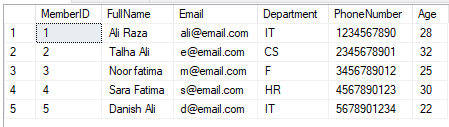 MemberID FullName Email Department PhoneNumber Age
1 1 Ali Raza ali@email.com IT 1234567890 28
2 2 Talha Ali e@email.com CS 2345678901 32
3 3 Noor fatima m@email.com F 3456789012 25
4 4 Sara Fatima s@email.com HR 4567890123 30
5 5 Danish Ali d@email.com IT 5678901234 22